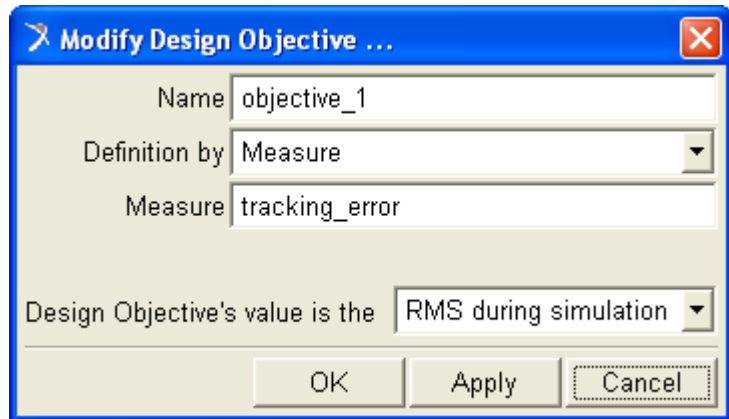 Modify Design Objective ...
Name objective_1
Definition by Measure
Measure tracking_error
Design Objective's value is the RMS during simulation
OK Apply Cancel